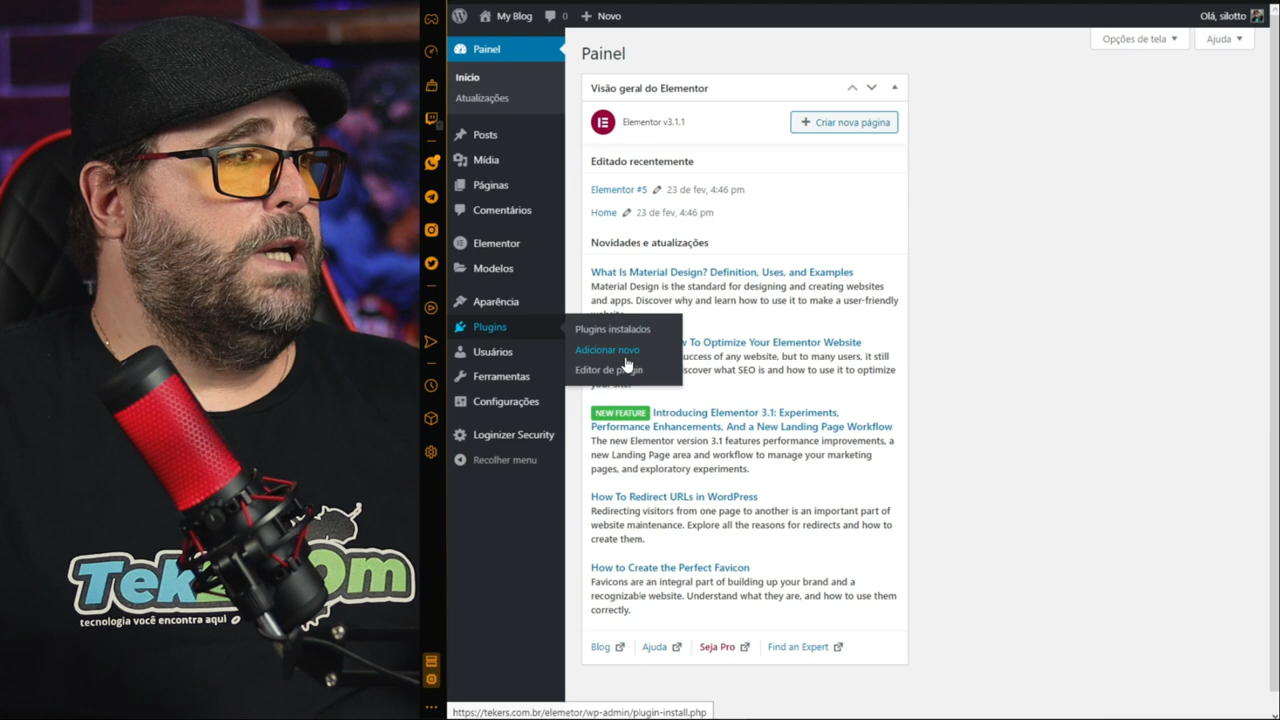 My Blog
0
Novo
Olá, silotto
Opções de tela
Ajuda
Painel
Início
Atualizações
Posts
Mídia
Páginas
Comentários
Elementor
Modelos
Aparência
Plugins
Usuários
Ferramentas
Configurações
Loginizer Security
Recolher menu
Plugins instalados
Adicionar novo
Editor de
Painel
Visão geral do Elementor
Elementor v3.1.1
+ Criar nova página
Editado recentemente
Elementor #5 23 de fev, 4:46 pm
Home 23 de fev, 4:46 pm
Novidades e atualizações
What Is Material Design? Definition, Uses, and Examples
Material Design is the standard for designing and creating websites
and apps. Discover why and learn how to use it to make a user-friendly
To Optimize Your Elementor Website
success of any website, but to many users, it still
discover what SEO is and how to use it to optimize
NEW FEATURE Introducing Elementor 3.1: Experiments,
Performance Enhancements, And a New Landing Page Workflow
The new Elementor version 3.1 features performance improvements, a
new Landing Page area and workflow to manage your marketing
pages, and exploratory experiments.
How To Redirect URLs in WordPress
Redirecting visitors from one page to another is an important part of
website maintenance. Explore all the reasons for redirects and how to
create them.
How to Create the Perfect Favicon
Favicons are an integral part of building up your brand and a
recognizable website. Understand what they are, and how to use them
correctly.
Blog
Ajuda
Seja Pro
Find an Expert
https://tekers.com.br/elemetor/wp-admin/plugin-install.php
tecnologia você encontra aqui